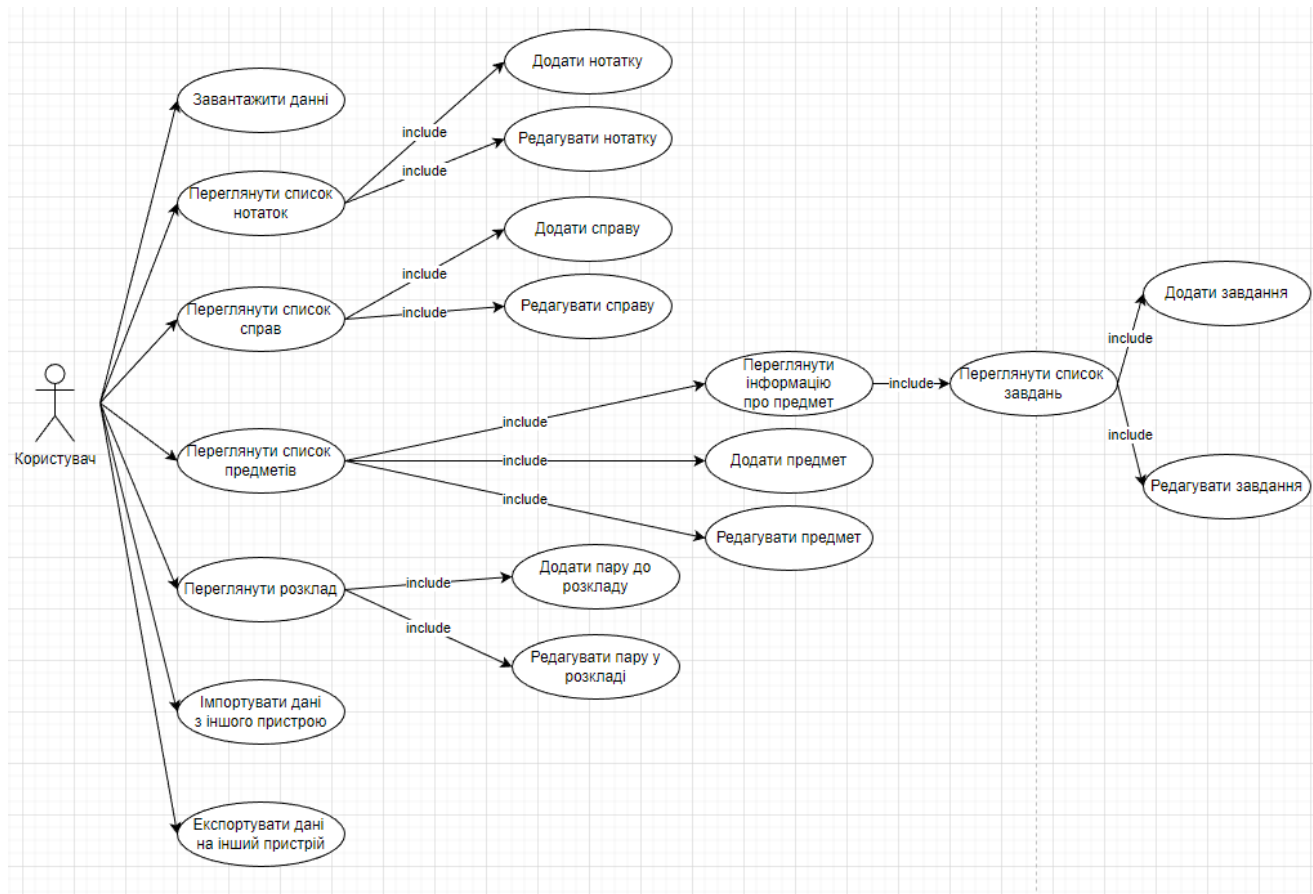 Додати нотатку
Завантажити данні
include
Редагувати нотатку
include
Переглянути список
нотаток
Додати справу
include
Переглянути список
справ
include
Редагувати справу
Додати завдання
include
Переглянути
інформацію
про предмет
include
Переглянути список
завдань
Користувач
include
include
Переглянути список
предметів
include
Додати предмет
Редагувати завдання
include
Редагувати предмет
Переглянути розклад
include
Додати пару до
розкладу
include
Редагувати пару у
розкладі
Імпортувати дані
з іншого пристрою
Експортувати дані
на інший пристрій